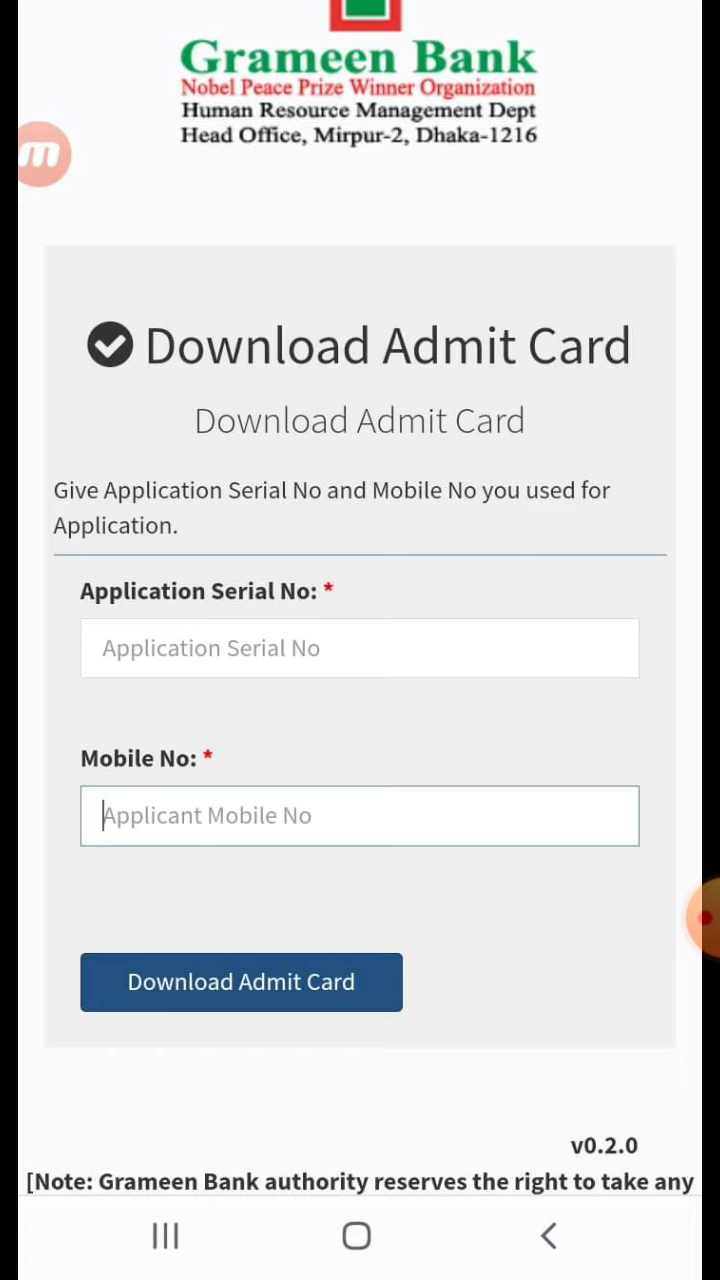 Grameen Bank
Nobel Peace Prize Winner Organization
Human Resource Management Dept
Head Office, Mirpur-2, Dhaka-1216
m
Download Admit Card
Download Admit Card
Give Application Serial No and Mobile No you used for
Application.
Application Serial No: *
Application Serial No
Mobile No: *
Applicant Mobile No
Download Admit Card
v0.2.0
[Note: Grameen Bank authority reserves the right to take any